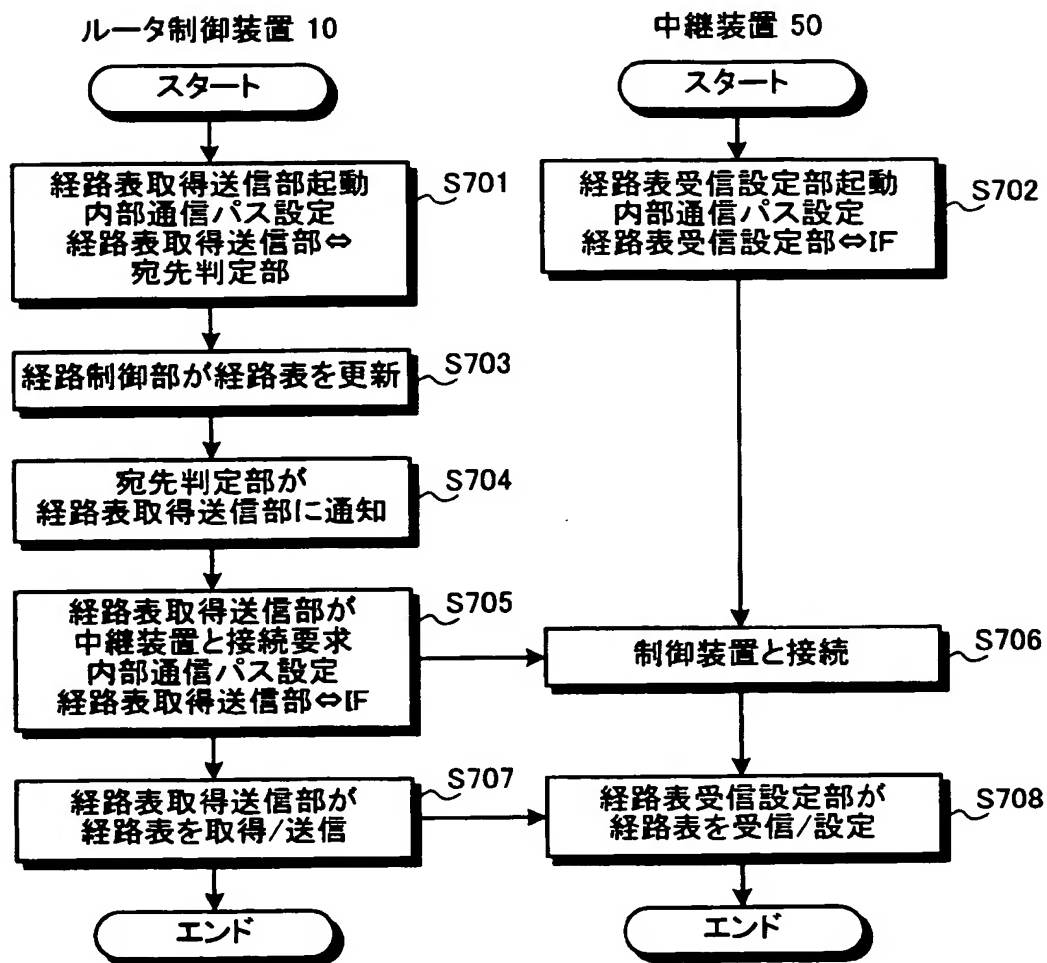 ルータ制御装置 10
スタート
経路表取得送信部起動
内部通信パス設定
経路表取得送信部⇔
宛先判定部
S701
経路制御部が経路表を更新
S703
宛先判定部が
経路表取得送信部に通知
S704
経路表取得送信部が
中継装置と接続要求
内部通信パス設定
経路表取得送信部⇔IF
S705
経路表取得送信部が
経路表を取得/送信
S707
エンド
中継装置 50
スタート
経路表受信設定部起動
内部通信パス設定
経路表受信設定部⇔IF
S702
制御装置と接続
S706
経路表受信設定部が
経路表を受信/設定
S708
エンド